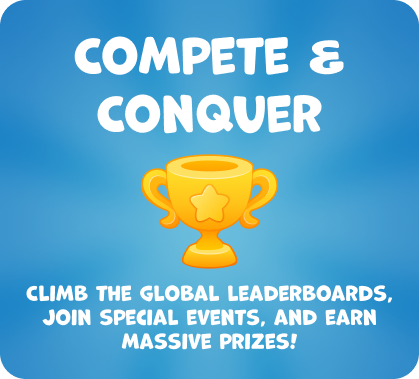 COMPETE &
CONQUER
CLIMB THE GLOBAL LEADERBOARDS,
JOIN SPECIAL EVENTS, AND EARN
MASSIVE PRIZES!